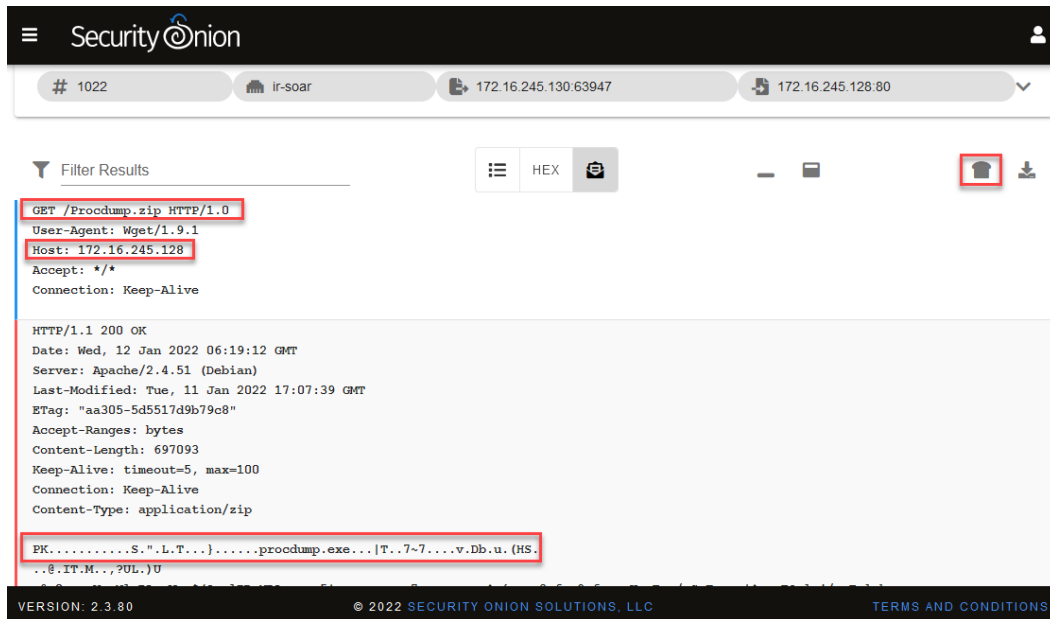 Security Onion
# 1022
ir-soar
172.16.245.130:63947
172.16.245.128:80
Filter Results
HEX
GET /Procdump.zip HTTP/1.0
User-Agent: Wget/1.9.1
Host: 172.16.245.128
Accept: */*
Connection: Keep-Alive
HTTP/1.1 200 OK
Date: Wed, 12 Jan 2022 06:19:12 GMT
Server: Apache/2.4.51 (Debian)
Last-Modified: Tue, 11 Jan 2022 17:07:39 GMT
ETag: "aa305-5d5517d9b79c8"
Accept-Ranges: bytes
Content-Length: 697093
Keep-Alive: timeout=5, max=100
Connection: Keep-Alive
Content-Type: application/zip
PK...........S.".L.T...}......procdump.exe...|T..7~7....v.Db.u.(HS.
..@.IT.M..,?UL.)U
VERSION: 2.3.80
© 2022 SECURITY ONION SOLUTIONS, LLC
TERMS AND CONDITIONS